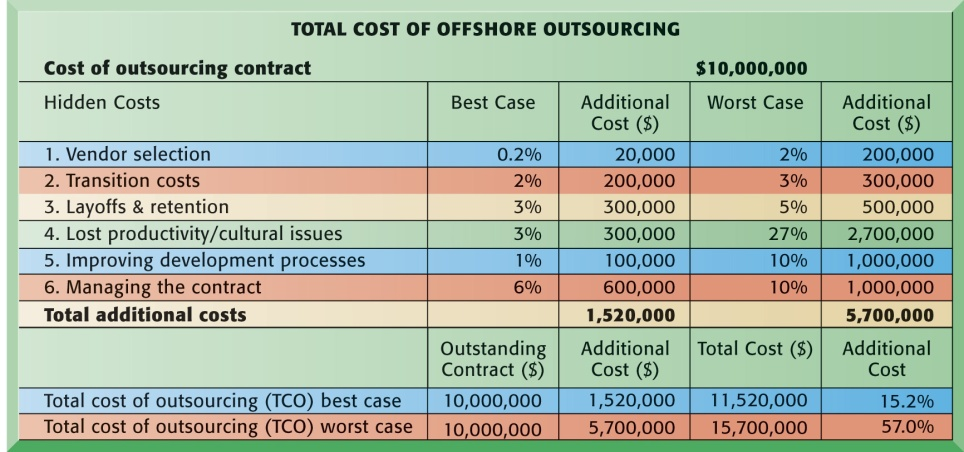 TOTAL COST OF OFFSHORE OUTSOURCING
Cost of outsourcing contract $10,000,000
Hidden Costs Best Case Additional Cost ($) Worst Case Additional Cost ($)
1. Vendor selection 0.2% 20,000 2% 200,000
2. Transition costs 2% 200,000 3% 300,000
3. Layoffs & retention 3% 300,000 5% 500,000
4. Lost productivity/cultural issues 3% 300,000 27% 2,700,000
5. Improving development processes 1% 100,000 10% 1,000,000
6. Managing the contract 6% 600,000 10% 1,000,000
Total additional costs 1,520,000 5,700,000
Outstanding Contract ($) Additional Cost ($) Total Cost ($) Additional Cost
Total cost of outsourcing (TCO) best case 10,000,000 1,520,000 11,520,000 15.2%
Total cost of outsourcing (TCO) worst case 10,000,000 5,700,000 15,700,000 57.0%